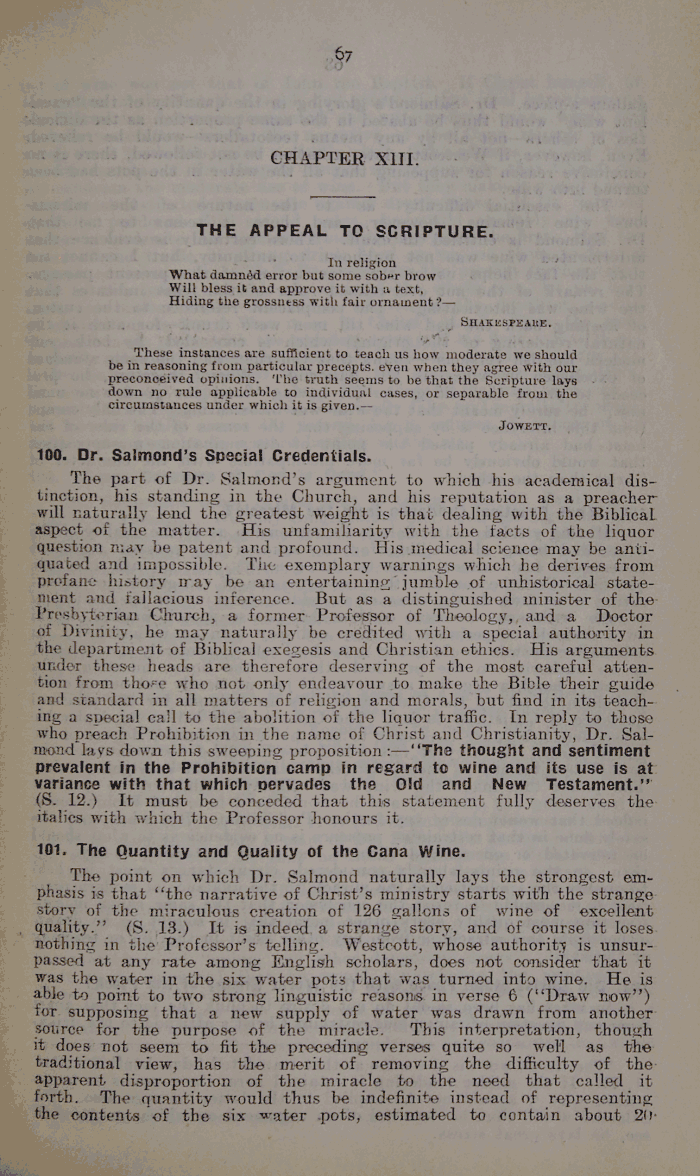 67
CHAPTER XIII.
THE APPEAL TO SCRIPTURE.
In religion
What damnèd error but some sober brow
Will bless it and approve it with a text,
Hiding the grossness with fair ornament?—
SHAKESPEARE.
These instances are sufficient to teach us how moderate we should
be in reasoning from particular precepts. even when they agree with our
preconceived opinions. The truth seems to be that the Scripture lays
down no rule applicable to individual cases, or separable from the
circumstances under which it is given.—
JOWETT.
100. Dr. Salmond's Special Credentials.
The part of Dr. Salmond's argument to which his academical dis-
tinction, his standing in the Church, and his reputation as a preacher
will naturally lend the greatest weight is that dealing with the Biblical
aspect of the matter. His unfamiliarity with the facts of the liquor
question may be patent and profound. His medical science may be anti-
quated and impossible. The exemplary warnings which he derives from
profane history may be an entertaining jumble of unhistorical state-
ment and fallacious inference. But as a distinguished minister of the
Presbyterian Church, a former Professor of Theology, and a Doctor
of Divinity, he may naturally be credited with a special authority in
the department of Biblical exegesis and Christian ethics. His arguments
under these heads are therefore deserving of the most careful atten-
tion from those who not only endeavour to make the Bible their guide
and standard in all matters of religion and morals, but find in its teach-
ing a special call to the abolition of the liquor traffic. In reply to those
who preach Prohibition in the name of Christ and Christianity, Dr. Sal-
mond lays down this sweeping proposition:—"The thought and sentiment
prevalent in the Prohibition camp in regard to wine and its use is at
variance with that which pervades the Old and New Testament."
(S. 12.) It must be conceded that this statement fully deserves the
italics with which the Professor honours it.
101. The Quantity and Quality of the Cana Wine.
The point on which Dr. Salmond naturally lays the strongest em-
phasis is that "the narrative of Christ's ministry starts with the strange
story of the miraculous creation of 126 gallons of wine of excellent
quality." (S. 13.) It is indeed a strange story, and of course it loses
nothing in the Professor's telling. Westcott, whose authority is unsur-
passed at any rate among English scholars, does not consider that it
was the water in the six water pots that was turned into wine. He is
able to point to two strong linguistic reasons in verse 6 ("Draw now")
for supposing that a new supply of water was drawn from another
source for the purpose of the miracle. This interpretation, though
it does not seem to fit the preceding verses quite so well as the
traditional view, has the merit of removing the difficulty of the
apparent disproportion of the miracle to the need that called it
forth. The quantity would thus be indefinite instead of representing
the contents of the six water pots, estimated to contain about 20